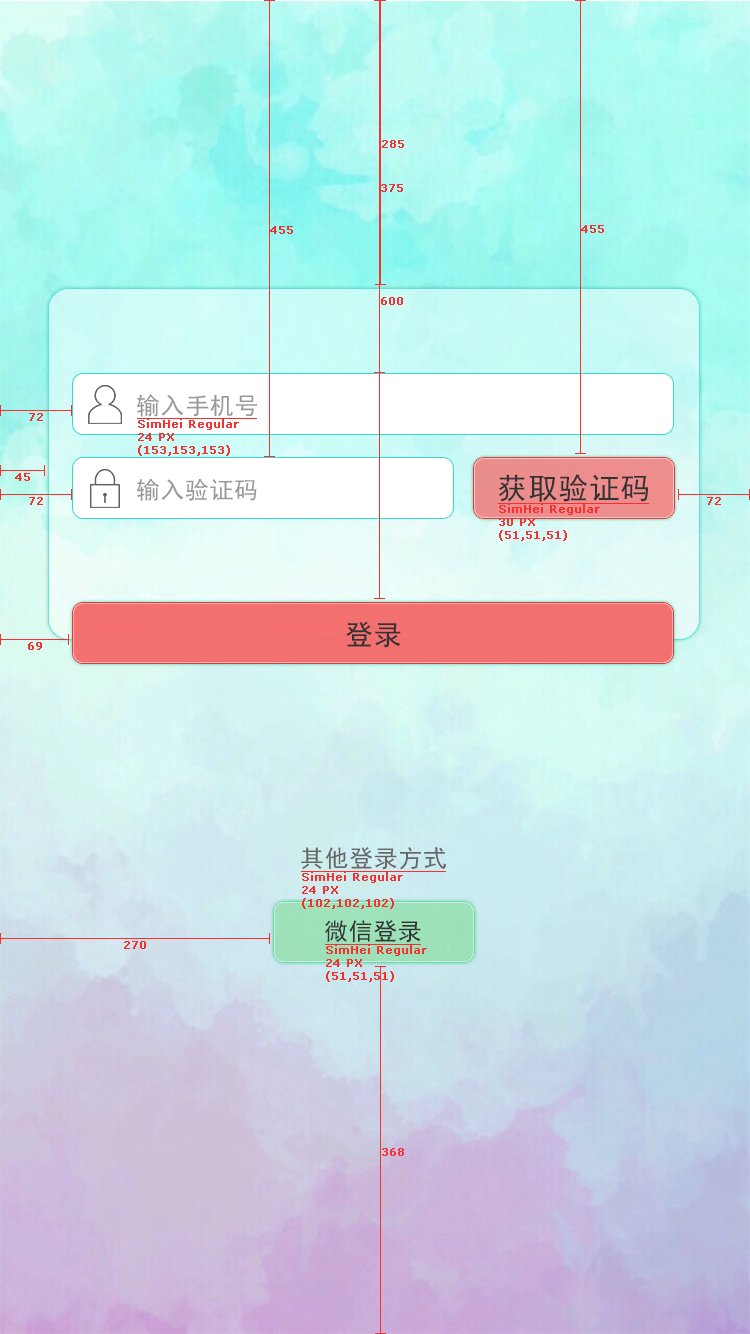 285
375
455
455
600
输入手机号
SimHei Regular
24 PX
(153,153,153)
72
45
72
输入验证码
获取验证码
SimHei Regular
30 PX
(51,51,51)
72
登录
69
其他登录方式
SimHei Regular
24 PX
(102,102,102)
微信登录
SimHei Regular
24 PX
(51,51,51)
270
368